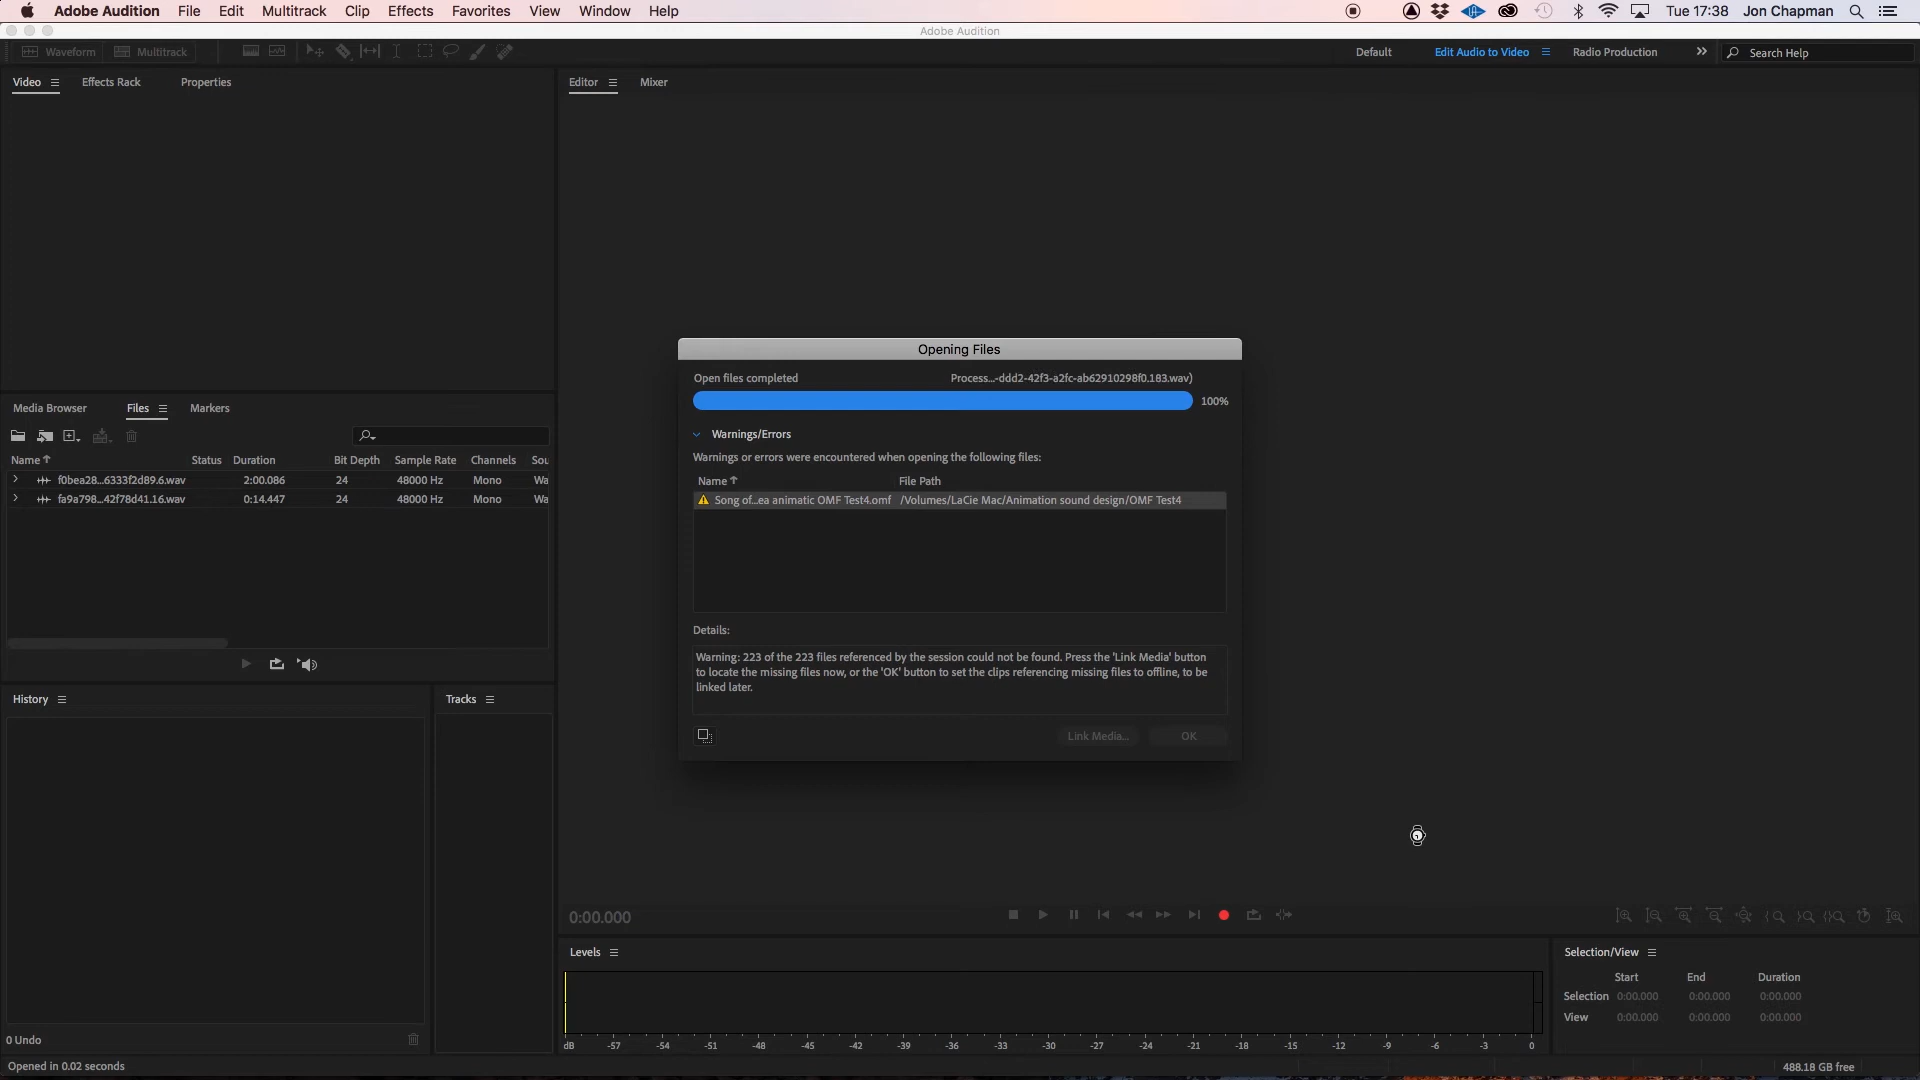 Adobe Audition File Edit Multitrack Clip Effects Favorites View Window Help Tue 17:38 Jon Chapman
Adobe Audition
Waveform Multitrack Default Edit Audio to Video Radio Production Search Help
Video Effects Rack Properties Editor Mixer
Opening Files
Open files completed Process...-ddd2-42f3-a2fc-ab62910298f0.183.wav)
100%
Media Browser Files Markers
Warnings/Errors
Warnings or errors were encountered when opening the following files:
Name Status Duration Bit Depth Sample Rate Channels Sou
f0bea28...6333f2d89.6.wav 2:00.086 24 48000 Hz Mono Wa
fa9a798...42f78d41.16.wav 0:14.447 24 48000 Hz Mono Wa
Name File Path
Song of...ea animatic OMF Test4.omf /Volumes/LaCie Mac/Animation sound design/OMF Test4
Details:
Warning: 223 of the 223 files referenced by the session could not be found. Press the 'Link Media' button
to locate the missing files now, or the 'OK' button to set the clips referencing missing files to offline, to be
linked later.
Link Media... OK
History Tracks
0:00.000
Levels
dB -57 -54 -51 -48 -45 -42 -39 -36 -33 -30 -27 -24 -21 -18 -15 -12 -9 -6 -3 0
Selection/View
Start End Duration
Selection 0:00.000 0:00.000 0:00.000
View 0:00.000 0:00.000 0:00.000
0 Undo
Opened in 0.02 seconds 488.18 GB free